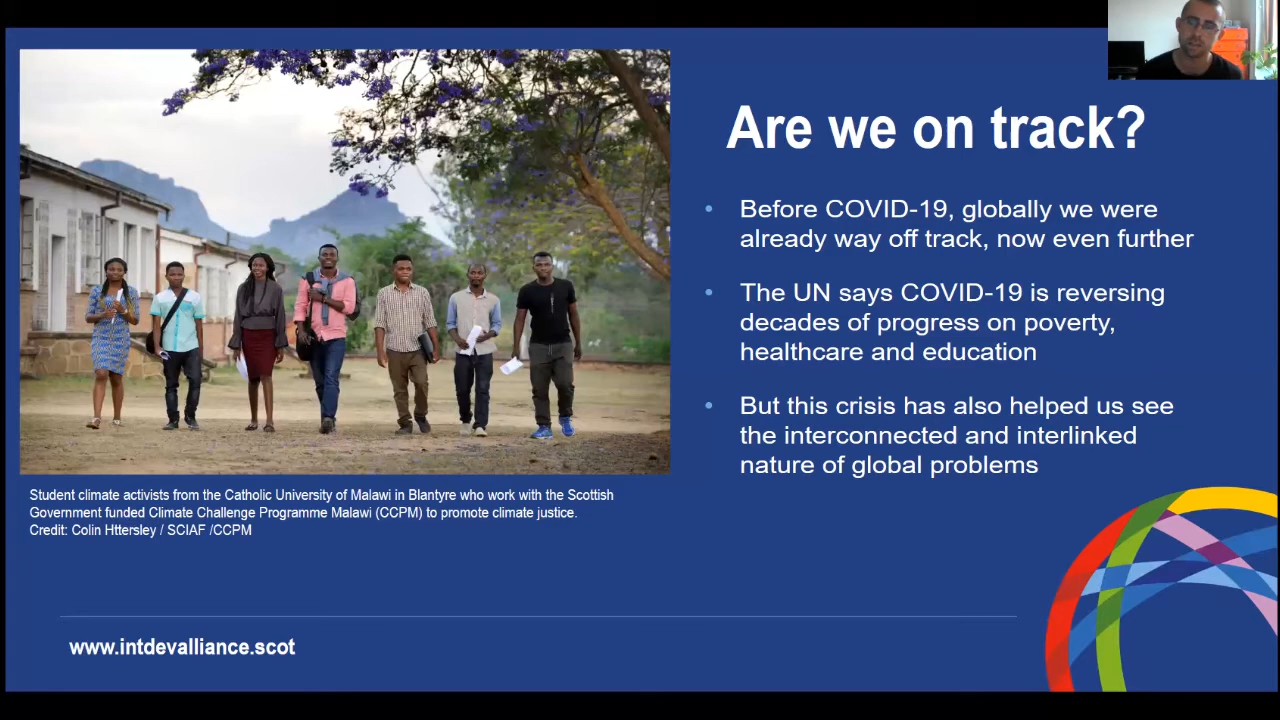 Are we on track?
• Before COVID-19, globally we were
already way off track, now even further
• The UN says COVID-19 is reversing
decades of progress on poverty,
healthcare and education
• But this crisis has also helped us see
the interconnected and interlinked
nature of global problems
Student climate activists from the Catholic University of Malawi in Blantyre who work with the Scottish
Government funded Climate Challenge Programme Malawi (CCPM) to promote climate justice.
Credit: Colin Httersley / SCIAF /CCPM
www.intdevalliance.scot